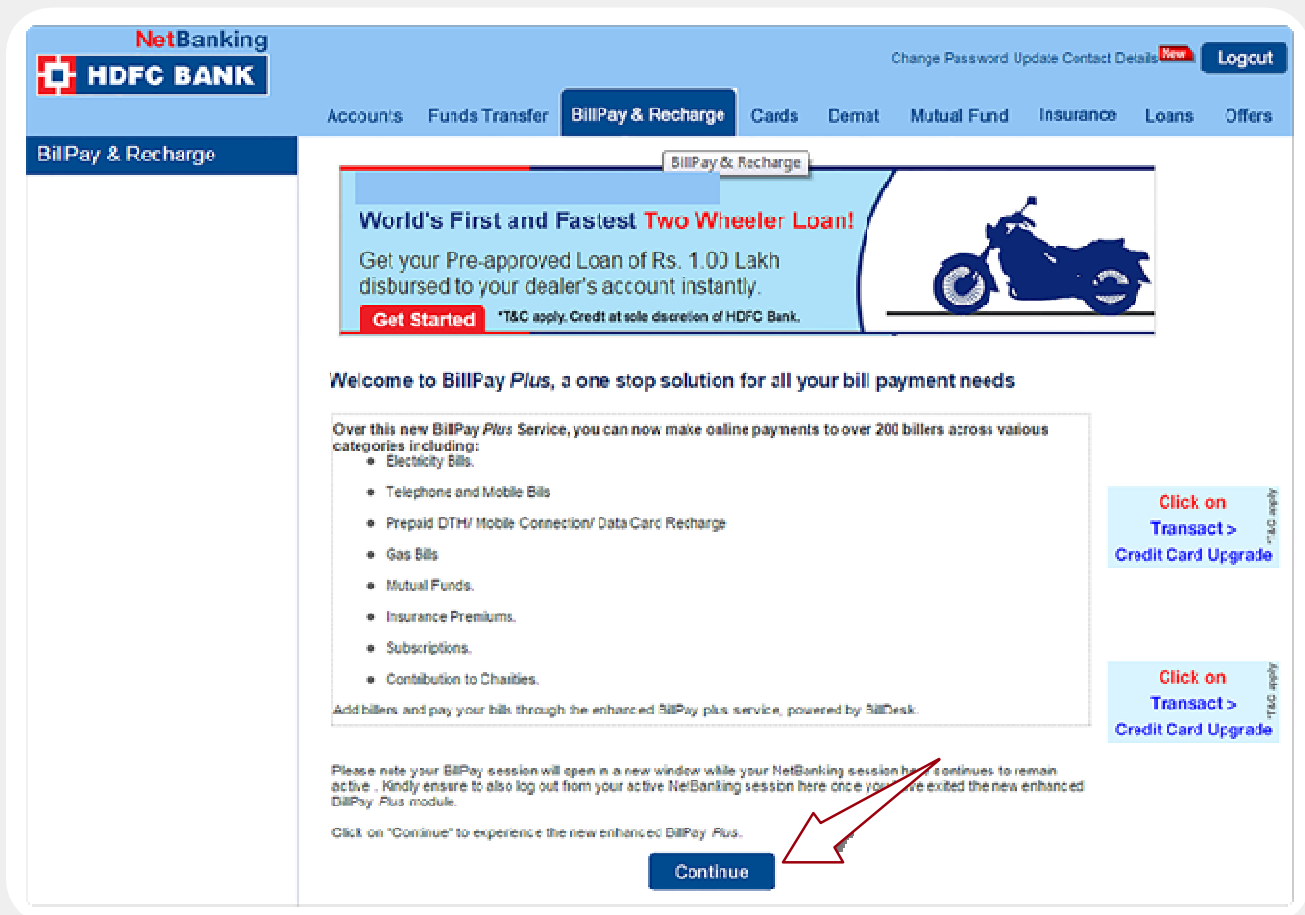 NetBanking
HDFC BANK
Change Password Update Contact Details New Logout
Accounts Funds Transfer BillPay & Recharge Cards Demat Mutual Fund Insurance Loans Offers
BillPay & Recharge
BillPay & Recharge
World's First and Fastest Two Wheeler Loan!
Get your Pre-approved Loan of Rs. 1.00 Lakh
disbursed to your dealer's account instantly.
Get Started *T&C apply. Credit at sole discretion of HDFC Bank.
Welcome to BillPay Plus, a one stop solution for all your bill payment needs
Over this new BillPay Plus Service, you can now make online payments to over 200 billers across various
categories including:
• Electricity Bills.
• Telephone and Mobile Bills
• Prepaid DTH/ Mobile Connection/ Data Card Recharge
• Gas Bills
• Mutual Funds.
• Insurance Premiums.
• Subscriptions.
• Contribution to Charities.
Add billers and pay your bills through the enhanced BillPay plus service, powered by BillDesk.
Click on
Transact >
Credit Card Upgrade
*T&C apply
Click on
Transact >
Credit Card Upgrade
*T&C apply
Please note your BillPay session will open in a new window while your NetBanking session continues to remain
active . Kindly ensure to also log out from your active NetBanking session here once exited the new enhanced
BillPay Plus module.
Click on "Continue" to experience the new enhanced BillPay Plus.
Continue